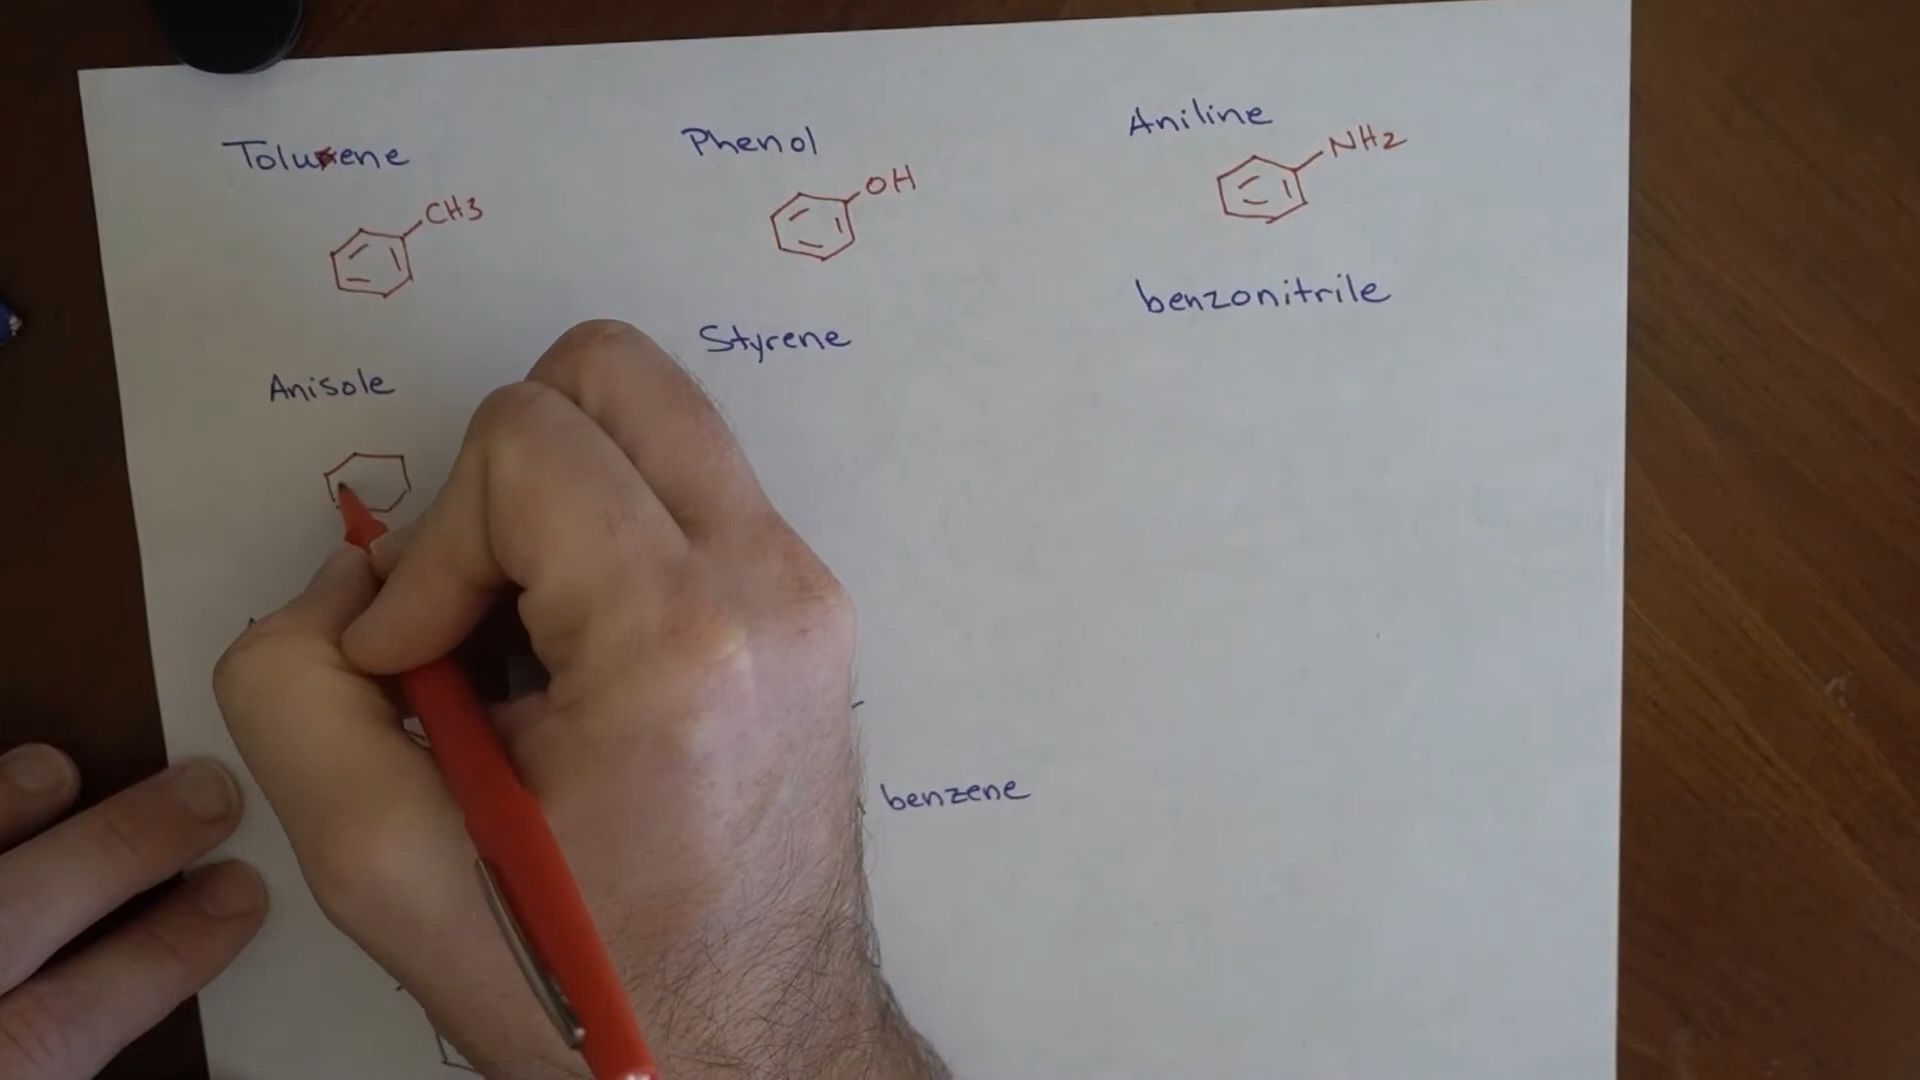 Toluene
Phenol
Aniline
CH3
OH
NH2
Anisole
Styrene
benzonitrile
benzene